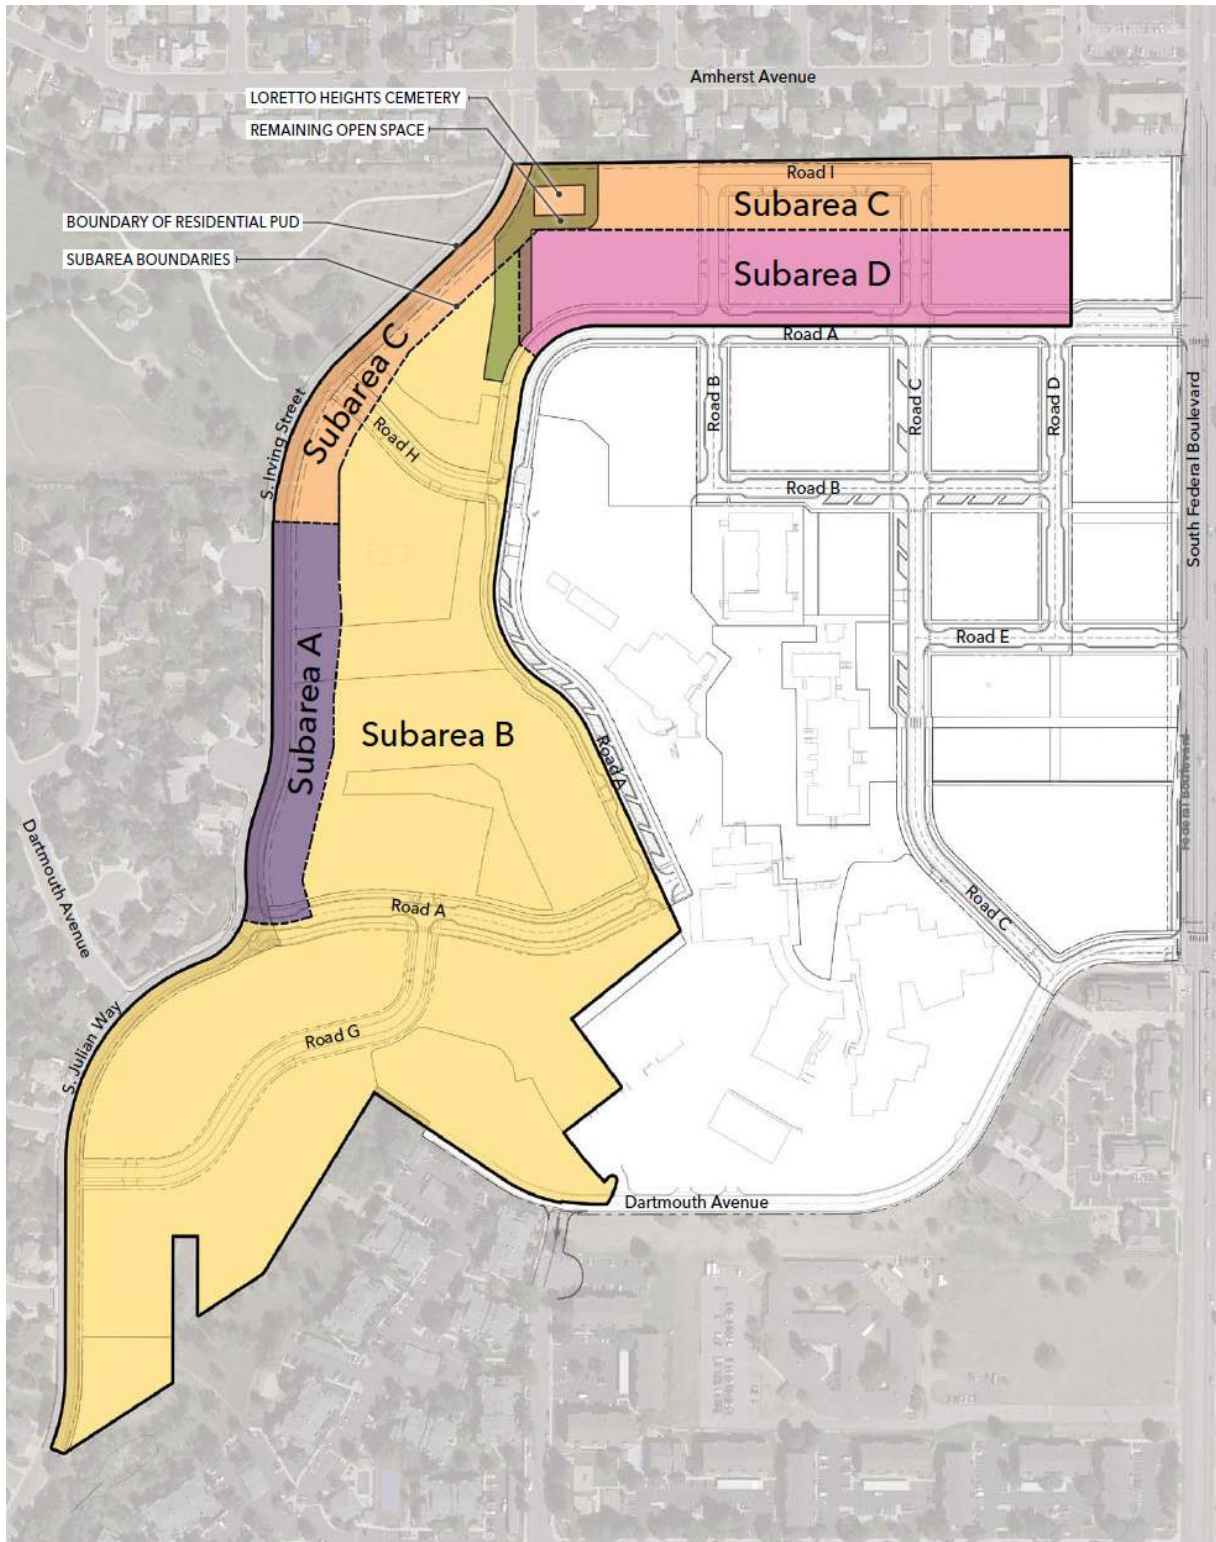 Amherst Avenue
LORETTO HEIGHTS CEMETERY
REMAINING OPEN SPACE
Road I
Subarea C
BOUNDARY OF RESIDENTIAL PUD
SUBAREA BOUNDARIES
Subarea D
Road A
Subarea C
S. Irving Street
Road H
Road B
Road C
Road D
South Federal Boulevard
Road B
Road E
Subarea A
Subarea B
Road A
Federal Boulevard
Dartmouth Avenue
Road A
Road C
S. Julian Way
Road G
Dartmouth Avenue